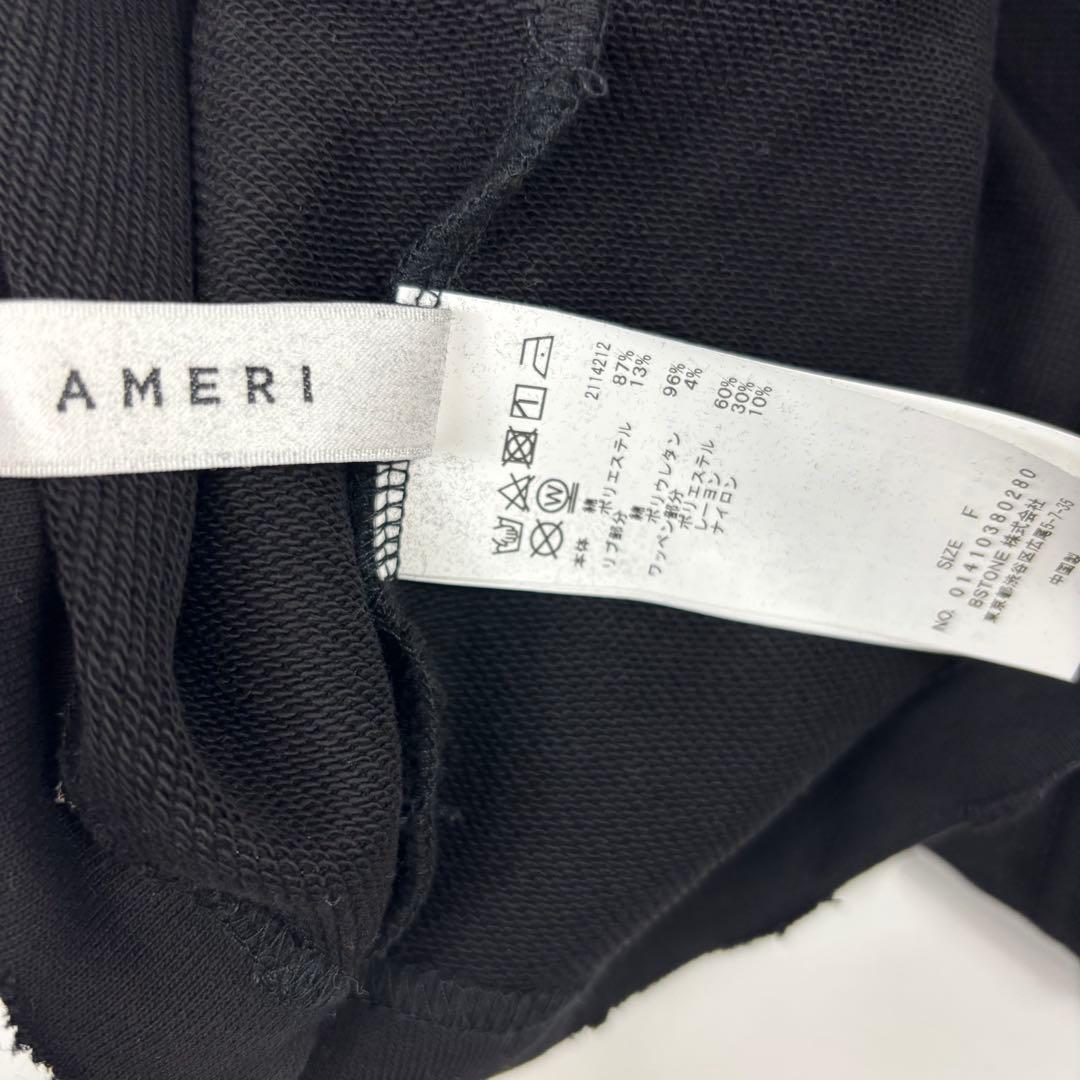 AMERI
2114212
本体 綿 87%
ポリエステル 13%
リブ部分 綿 96%
ポリウレタン 4%
ワッペン部分 ポリエステル 60%
レーヨン 30%
ナイロン 10%
SIZE F
NO. 01410380280
BSTONE 株式会社
東京都渋谷区広尾5-7-35
中国製